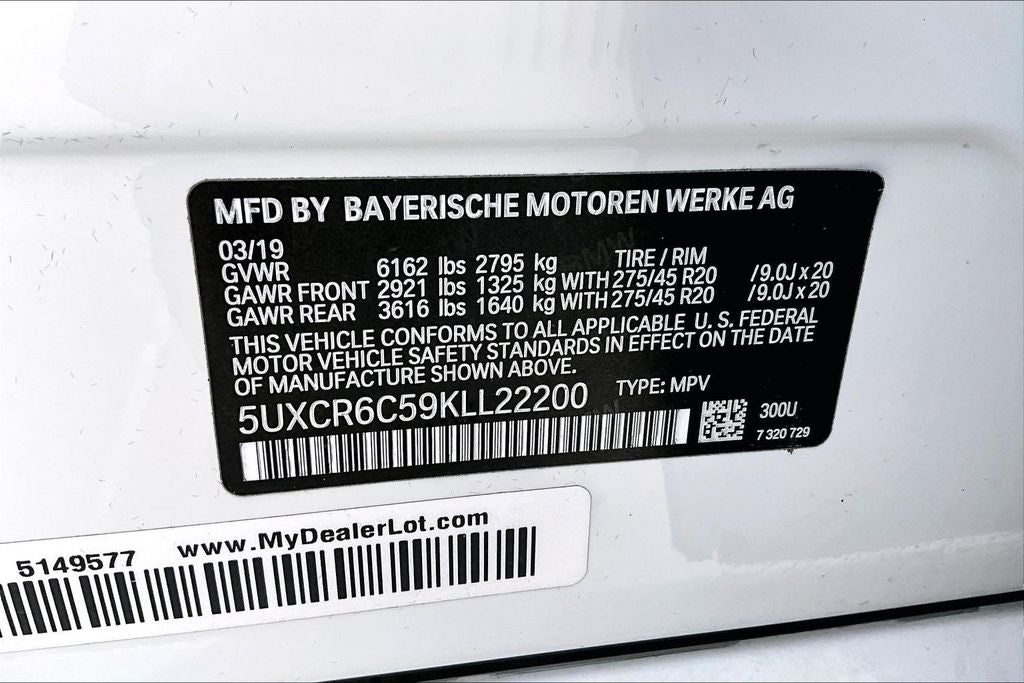 MFD BY BAYERISCHE MOTOREN WERKE AG
03/19
GVWR 6162 lbs 2795 kg TIRE / RIM
GAWR FRONT 2921 lbs 1325 kg WITH 275/45 R20 /9.0J x 20
GAWR REAR 3616 lbs 1640 kg WITH 275/45 R20 /9.0J x 20
THIS VEHICLE CONFORMS TO ALL APPLICABLE U. S. FEDERAL
MOTOR VEHICLE SAFETY STANDARDS IN EFFECT ON THE DATE
OF MANUFACTURE SHOWN ABOVE.
5UXCR6C59KLL22200 TYPE: MPV
300U
7 320 729
5149577 www.MyDealerLot.com